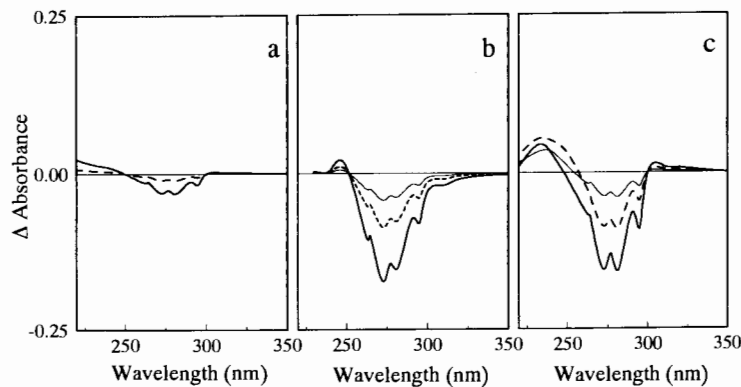 0.25
a
b
c
Δ Absorbance
0.00
-0.25
250 300 350
250 300 350
250 300 350
Wavelength (nm)
Wavelength (nm)
Wavelength (nm)